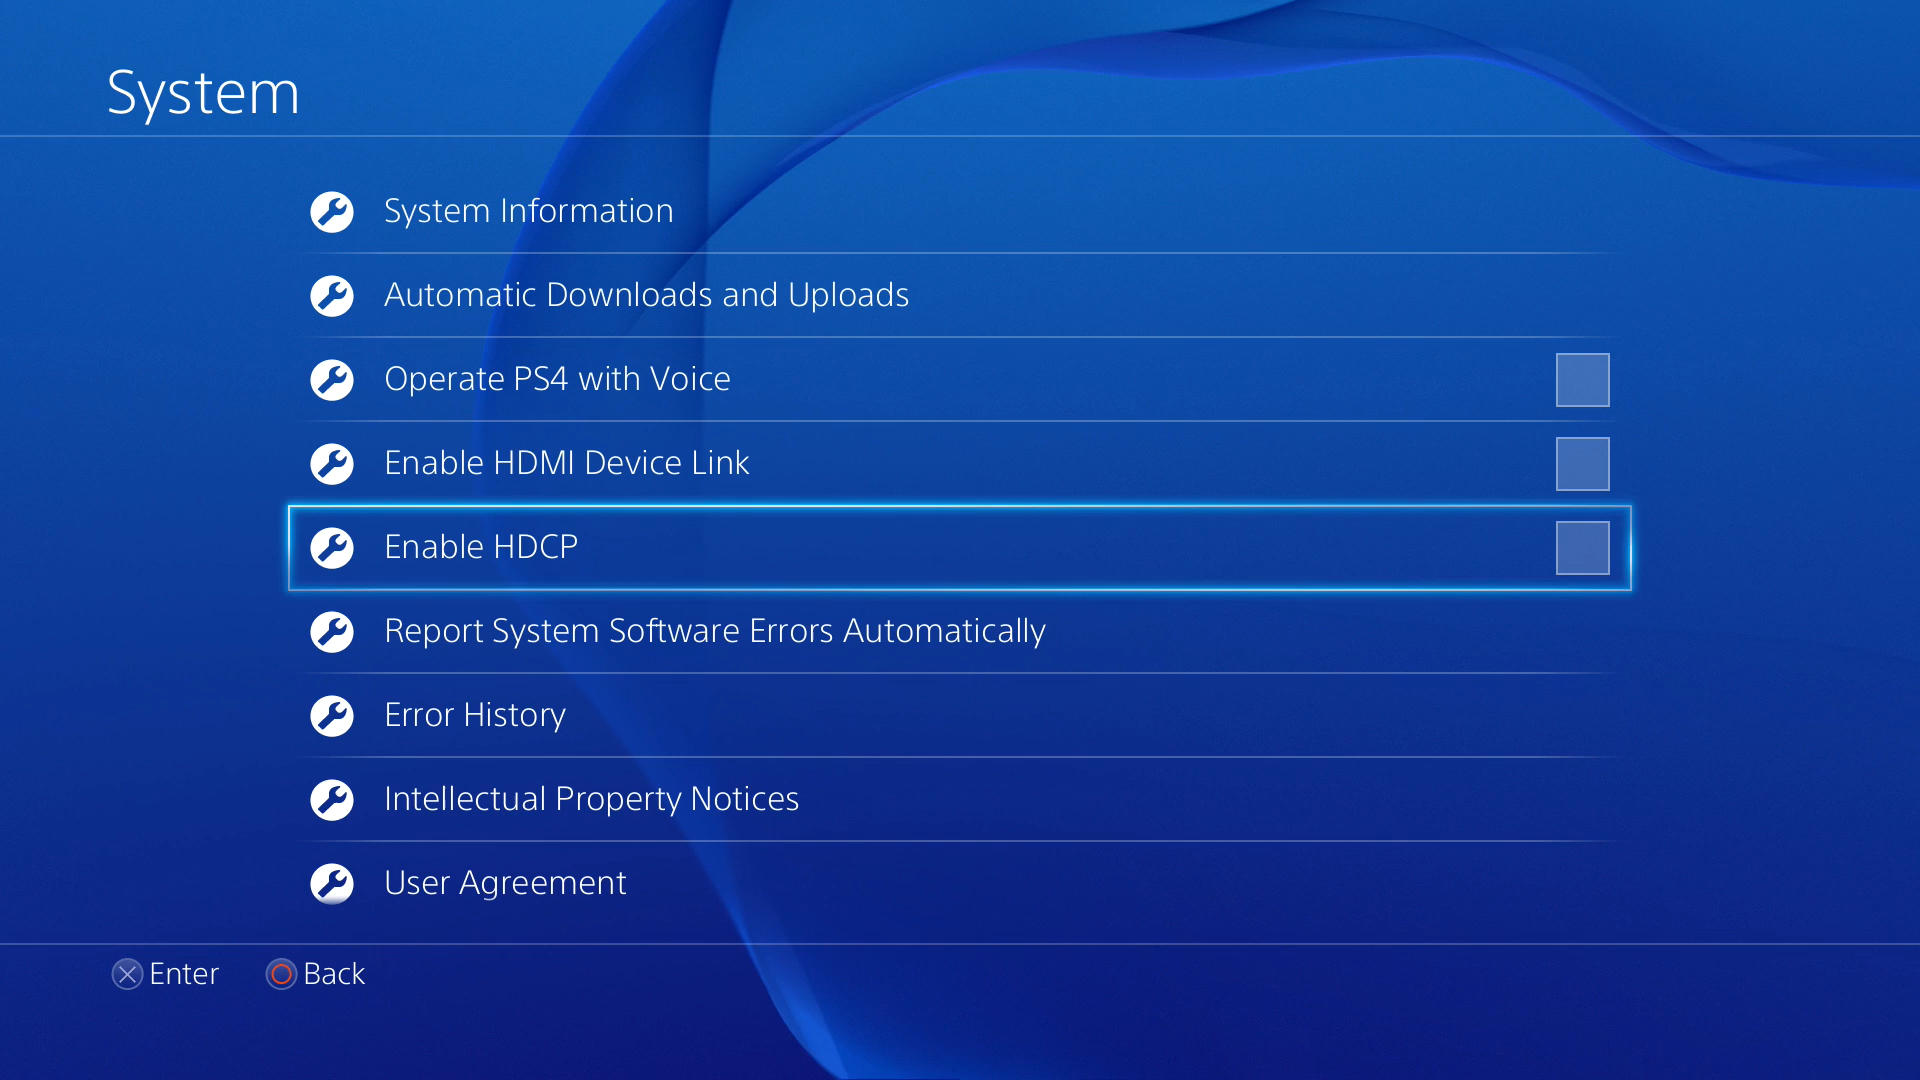 System
System Information
Automatic Downloads and Uploads
Operate PS4 with Voice
Enable HDMI Device Link
Enable HDCP
Report System Software Errors Automatically
Error History
Intellectual Property Notices
User Agreement
Enter Back